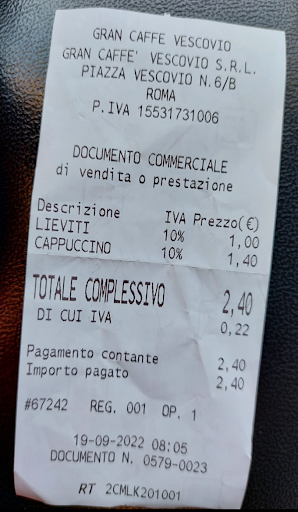 GRAN CAFFE VESCOVIO
GRAN CAFFE' VESCOVIO S.R.L.
PIAZZA VESCOVIO N.6/B
ROMA
P.IVA 15531731006
DOCUMENTO COMMERCIALE
di vendita o prestazione
Descrizione IVA Prezzo(€)
LIEVITI 10% 1,00
CAPPUCCINO 10% 1,40
TOTALE COMPLESSIVO 2,40
DI CUI IVA 0,22
Pagamento contante 2,40
Importo pagato 2,40
#67242 REG. 001 OP. 1
19-09-2022 08:05
DOCUMENTO N. 0579-0023
RT 2CMLK201001